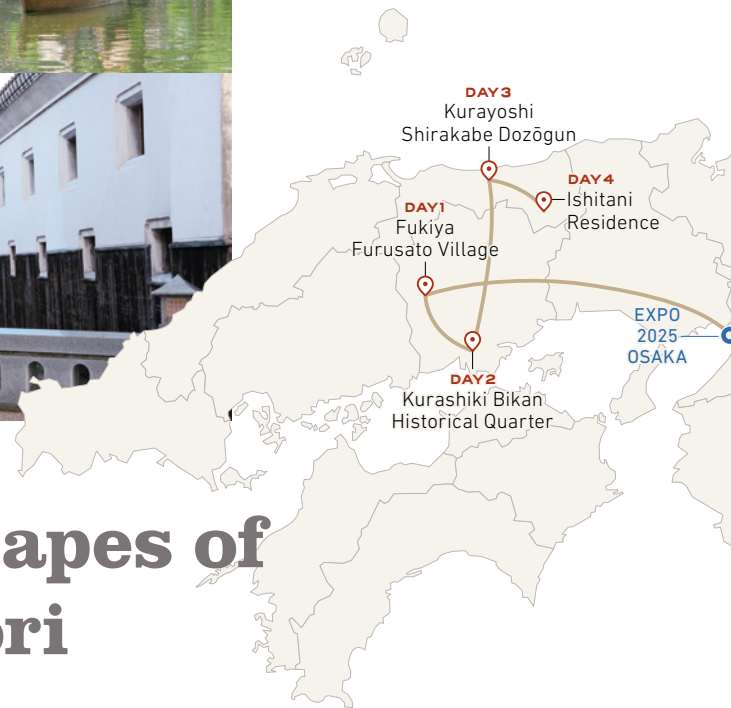 DAY3
Kurayoshi
Shirakabe Dozōgun
DAY4
Ishitani
Residence
DAY1
Fukiya
Furusato Village
EXPO
2025
OSAKA
DAY2
Kurashiki Bikan
Historical Quarter
apes of
ri